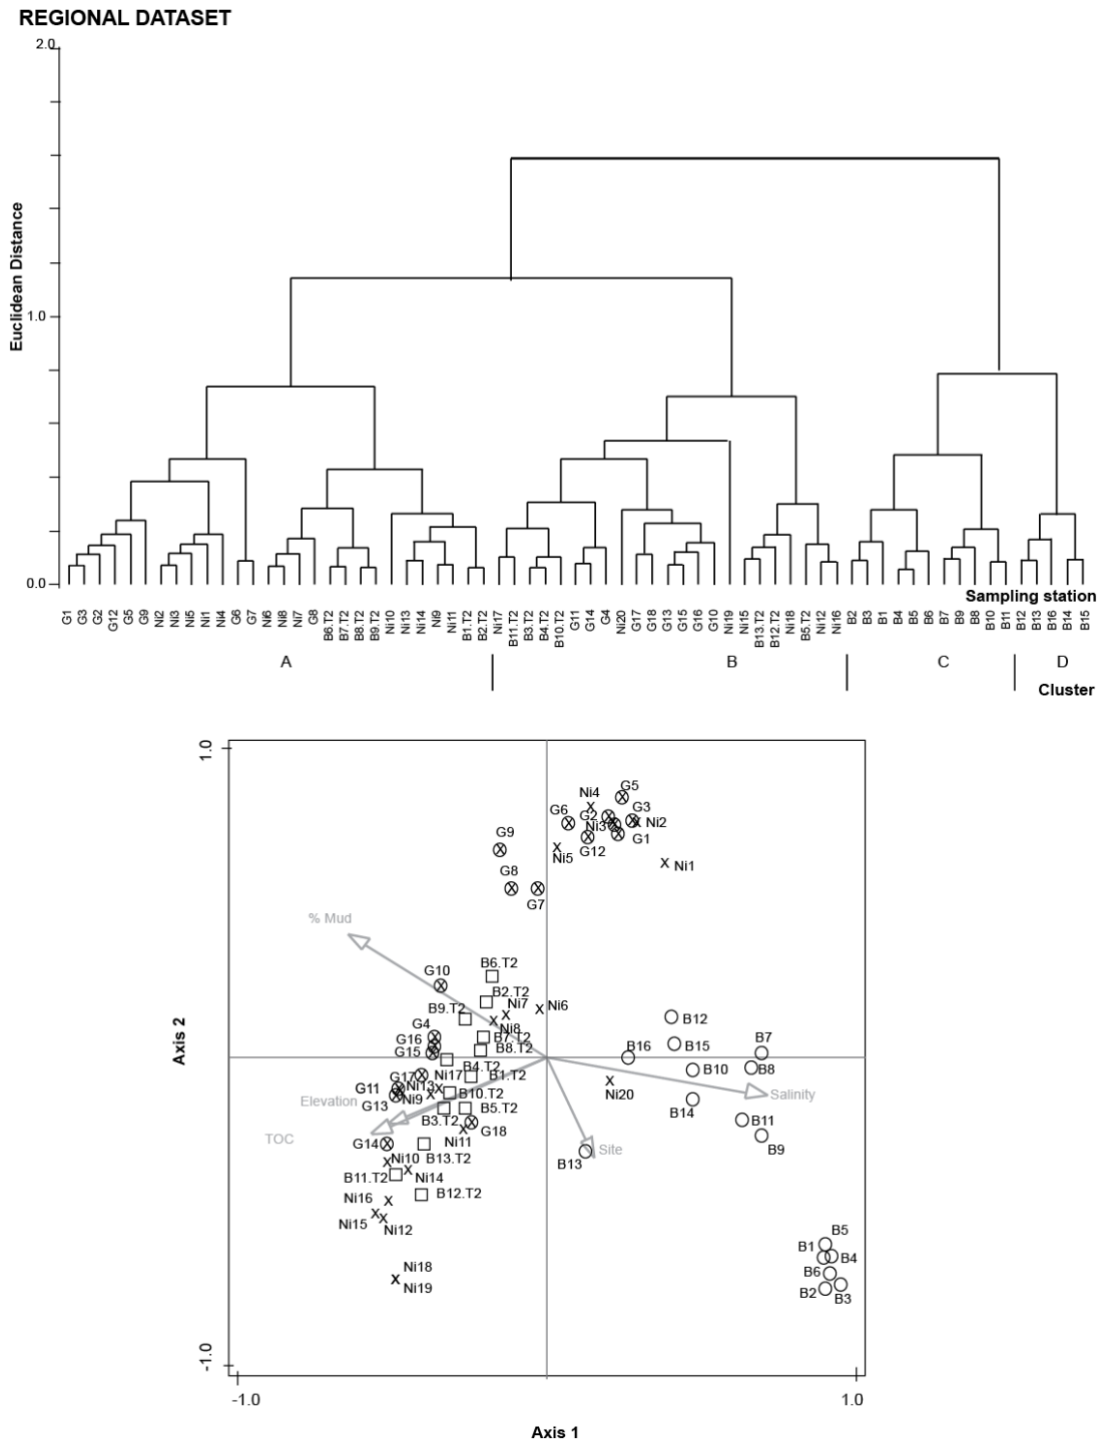 REGIONAL DATASET
2.0
Euclidean Distance
1.0
0.0
Sampling station
G1 G3 G2 G12 G5 G9 Ni2 Ni3 Ni5 Ni1 Ni4 G6 G7 Ni6 Ni8 Ni7 G8 B6.T2 B7.T2 B8.T2 B9.T2 Ni10 Ni13 Ni14 Ni9 Ni11 B1.T2 B2.T2 Ni17 B11.T2 B3.T2 B4.T2 B10.T2 G11 G14 G4 Ni20 G17 G18 G13 G15 G16 G10 Ni19 Ni15 B13.T2 B12.T2 Ni18 B5.T2 Ni12 Ni16 B2 B3 B1 B4 B5 B6 B7 B9 B8 B10 B11 B12 B13 B16 B14 B15
A B C D
Cluster
1.0
G5
Ni4
G6 G2 G3
Ni3 Ni2
G9 G1
G12
Ni5 Ni1
G8
G7
% Mud
B6.T2
G10
B2.T2
Ni7 Ni6
B9.T2
Ni8
G4 B12
G16 B7.T2 B7
G15 B8.T2 B16 B15
Axis 2
B4.T2 B10 B8
G17 Ni17 B1.T2
Ni13
G11 Ni9 B10.T2 Ni20 Salinity
Elevation G13 B5.T2 B14
B3.T2 B11
G18
TOC G14 Ni11 Site B9
Ni10 B13.T2 B13
B11.T2 Ni14
Ni16 B12.T2
Ni15 Ni12
B5
B1 B4
Ni18 B6
Ni19 B2 B3
-1.0
-1.0 1.0
Axis 1